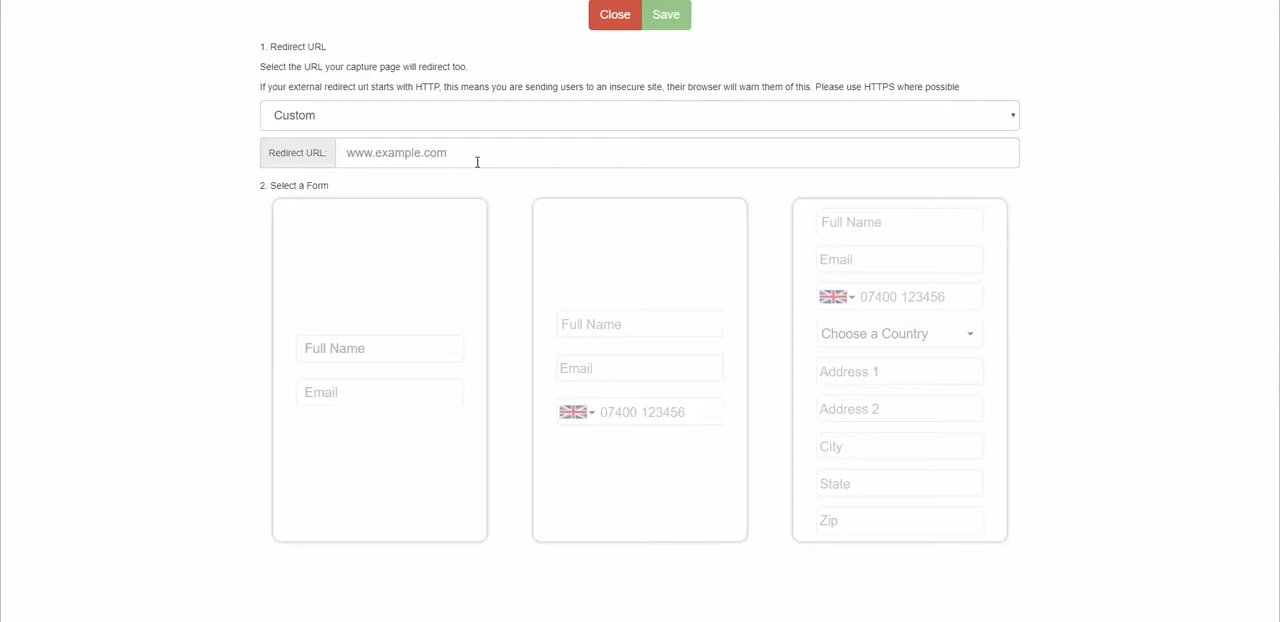 Close Save
1. Redirect URL
Select the URL your capture page will redirect too.
If your external redirect url starts with HTTP, this means you are sending users to an insecure site, their browser will warn them of this. Please use HTTPS where possible
Custom
Redirect URL: www.example.com
2. Select a Form
Full Name
Email
Full Name
Email
07400 123456
Full Name
Email
07400 123456
Choose a Country
Address 1
Address 2
City
State
Zip